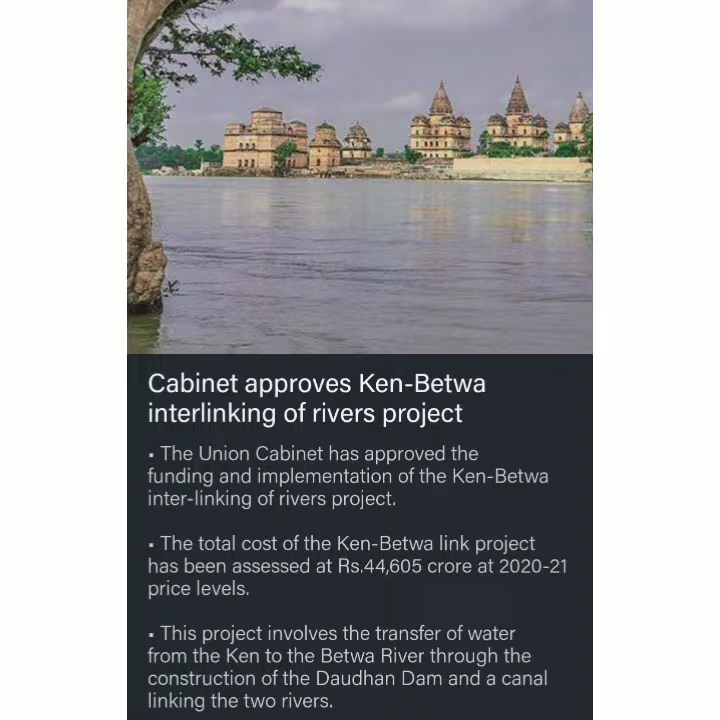 Cabinet approves Ken-Betwa
interlinking of rivers project
▪ The Union Cabinet has approved the
funding and implementation of the Ken-Betwa
inter-linking of rivers project.
▪ The total cost of the Ken-Betwa link project
has been assessed at Rs.44,605 crore at 2020-21
price levels.
▪ This project involves the transfer of water
from the Ken to the Betwa River through the
construction of the Daudhan Dam and a canal
linking the two rivers.